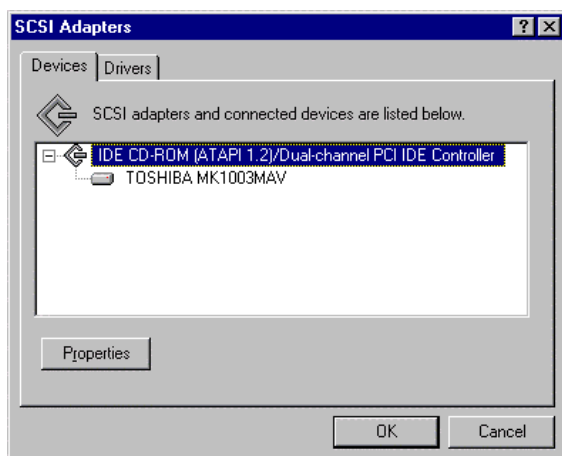 SCSI Adapters
Devices Drivers
SCSI adapters and connected devices are listed below.
IDE CD-ROM (ATAPI 1.2)/Dual-channel PCI IDE Controller
TOSHIBA MK1003MAV
Properties
OK Cancel